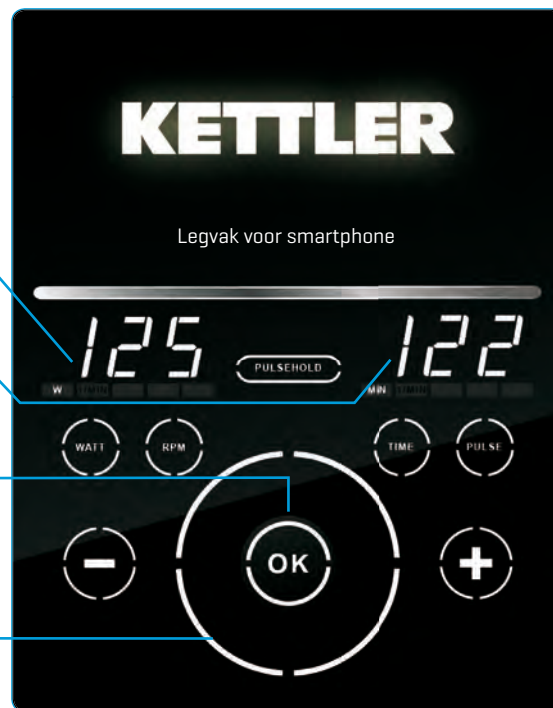 KETTLER
Legvak voor smartphone
125
122
PULSEHOLD
W
MIN
WATT
RPM
TIME
PULSE
-
OK
+